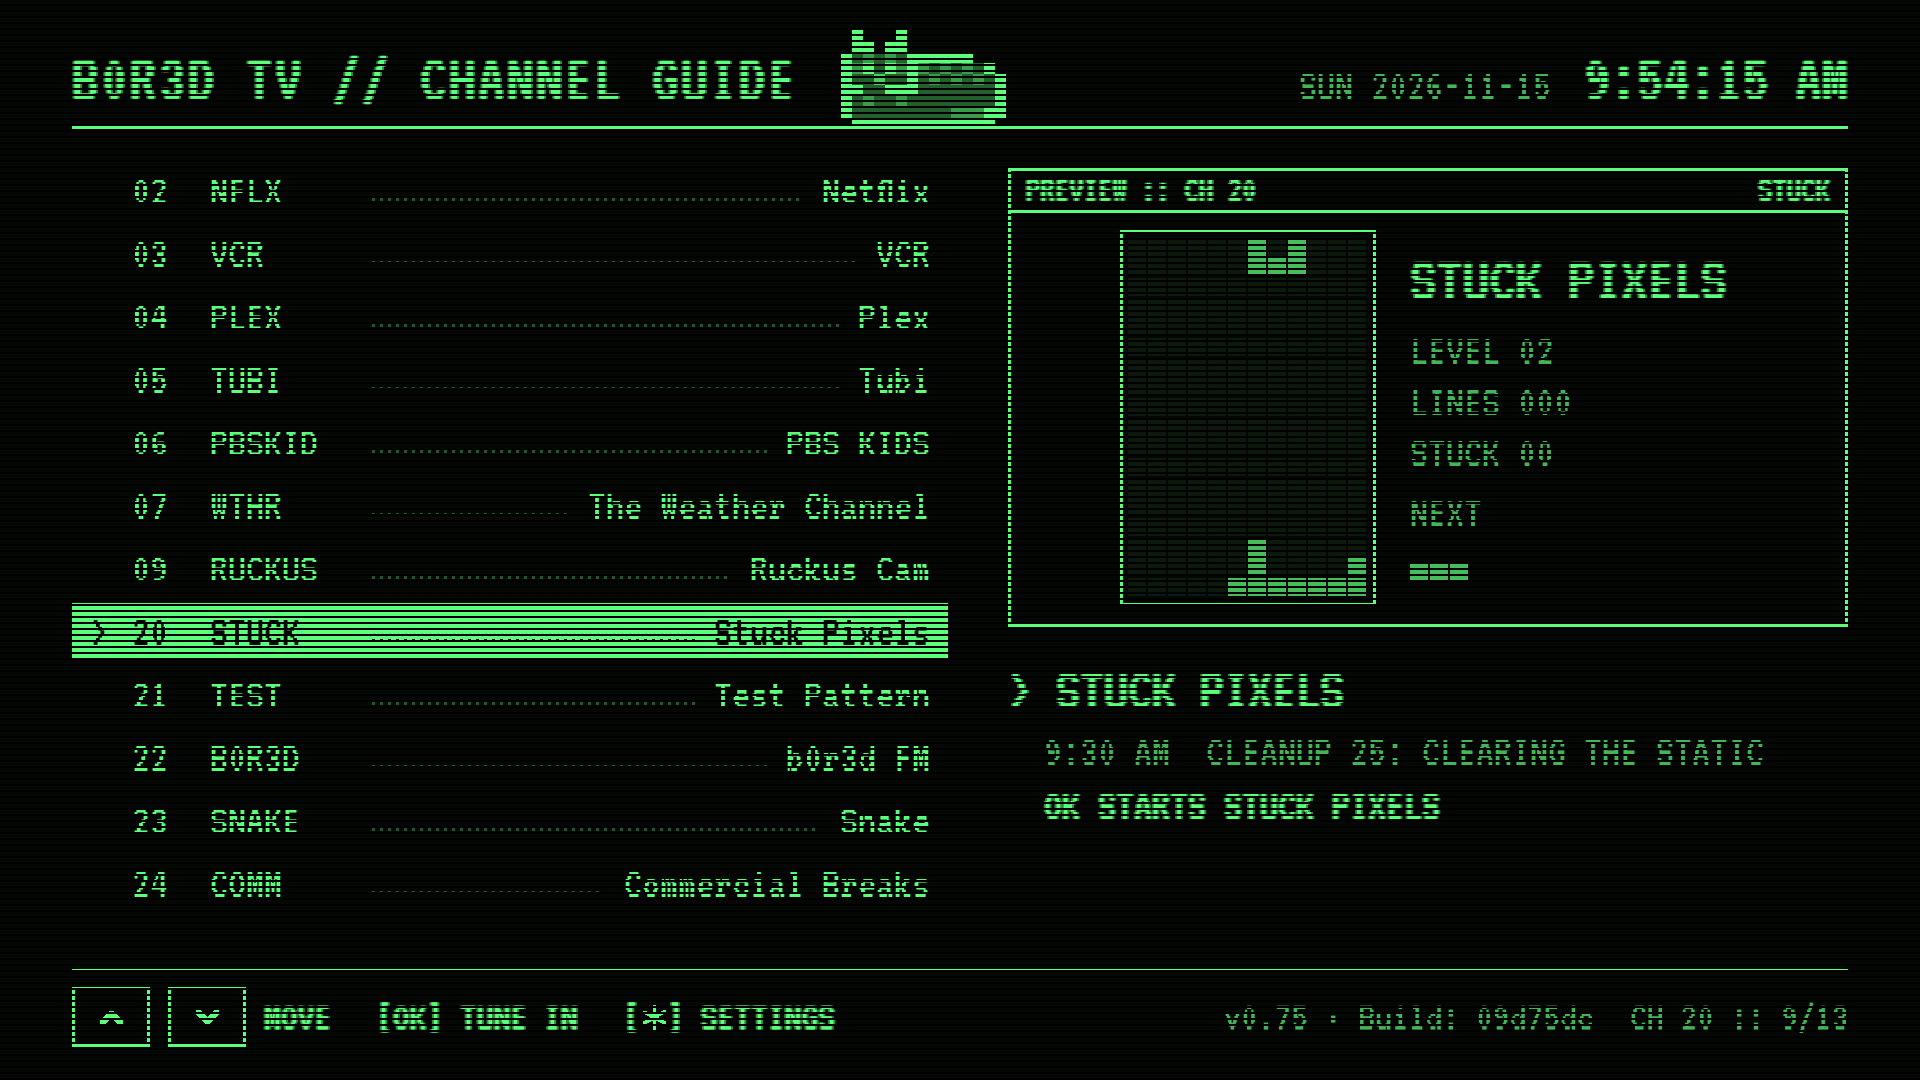 B0R3D TV // CHANNEL GUIDE
SUN 2026-11-15 9:54:15 AM
02 NFLX Netflix
03 VCR VCR
04 PLEX Plex
05 TUBI Tubi
06 PBSKID PBS KIDS
07 WTHR The Weather Channel
09 RUCKUS Ruckus Cam
> 20 STUCK Stuck Pixels
21 TEST Test Pattern
22 B0R3D b0r3d FM
23 SNAKE Snake
24 COMM Commercial Breaks
PREVIEW :: CH 20 STUCK
STUCK PIXELS
LEVEL 02
LINES 000
STUCK 00
NEXT
> STUCK PIXELS
9:30 AM CLEANUP 25: CLEARING THE STATIC
OK STARTS STUCK PIXELS
MOVE [OK] TUNE IN [*] SETTINGS
v0.75 · Build: 09d75dc CH 20 :: 9/13